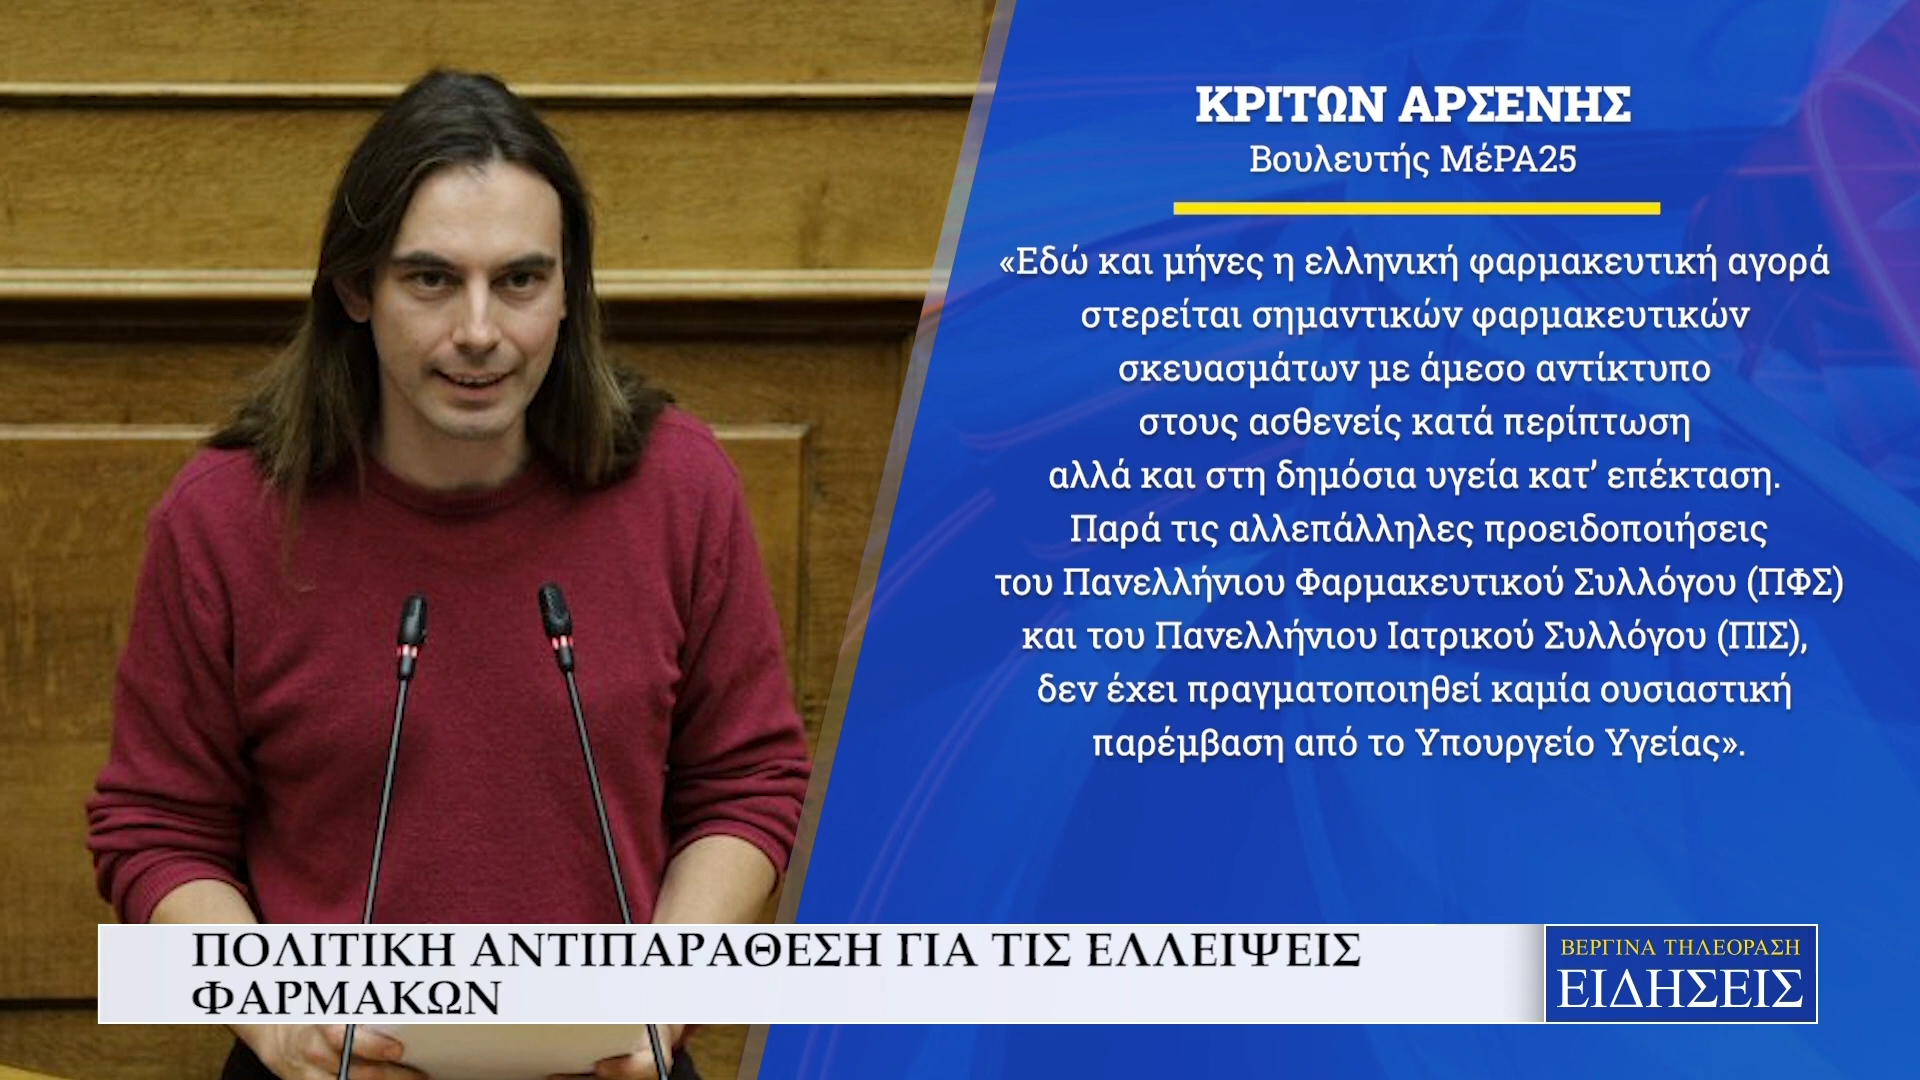 ΚΡΙΤΩΝ ΑΡΣΕΝΗΣ
Βουλευτής ΜέΡΑ25
«Εδώ και μήνες η ελληνική φαρμακευτική αγορά
στερείται σημαντικών φαρμακευτικών
σκευασμάτων με άμεσο αντίκτυπο
στους ασθενείς κατά περίπτωση
αλλά και στη δημόσια υγεία κατ’ επέκταση.
Παρά τις αλλεπάλληλες προειδοποιήσεις
του Πανελλήνιου Φαρμακευτικού Συλλόγου (ΠΦΣ)
και του Πανελλήνιου Ιατρικού Συλλόγου (ΠΙΣ),
δεν έχει πραγματοποιηθεί καμία ουσιαστική
παρέμβαση από το Υπουργείο Υγείας».
ΠΟΛΙΤΙΚΗ ΑΝΤΙΠΑΡΑΘΕΣΗ ΓΙΑ ΤΙΣ ΕΛΛΕΙΨΕΙΣ
ΦΑΡΜΑΚΩΝ
ΒΕΡΓΙΝΑ ΤΗΛΕΟΡΑΣΗ
ΕΙΔΗΣΕΙΣ